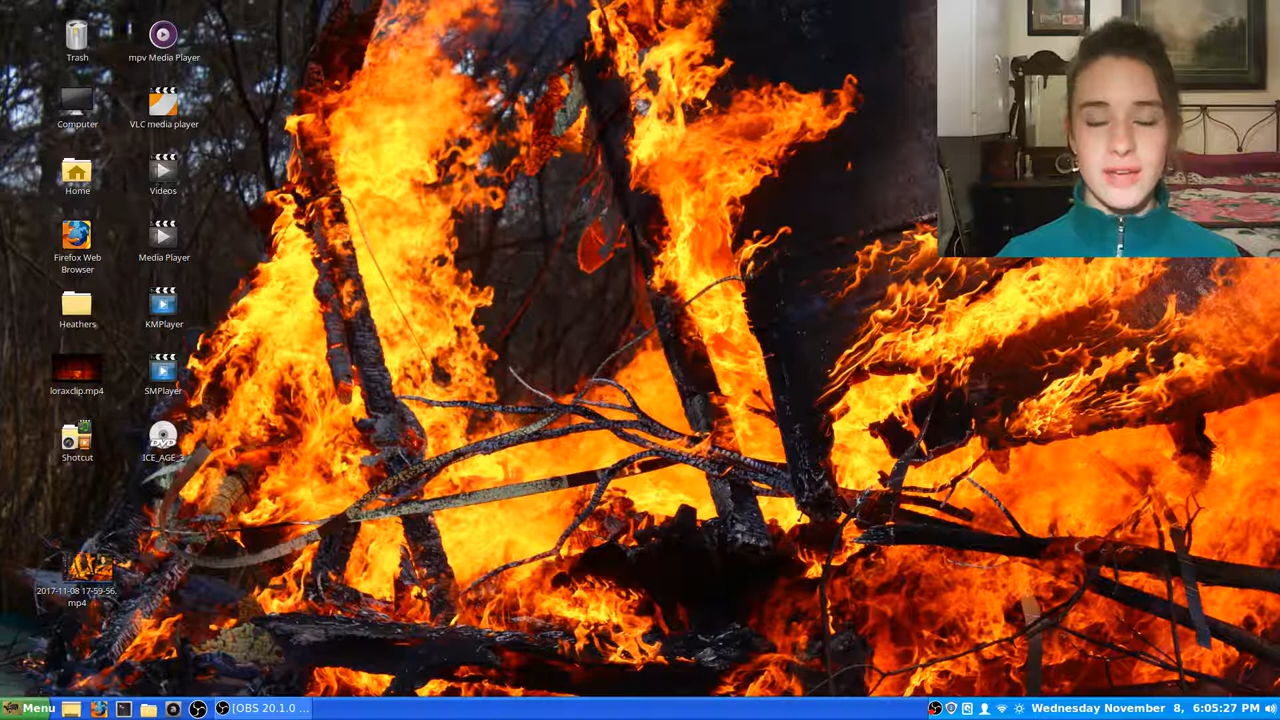 Trash
mpv Media Player
Computer
VLC media player
Home
Videos
Firefox Web
Browser
Media Player
Heathers
KMPlayer
loraxclip.mp4
SMPlayer
Shotcut
DVD
ICE_AGE_3
2017-11-08 17-59-56.
mp4
Menu
[OBS 20.1.0 ...
Wednesday November 8, 6:05:27 PM